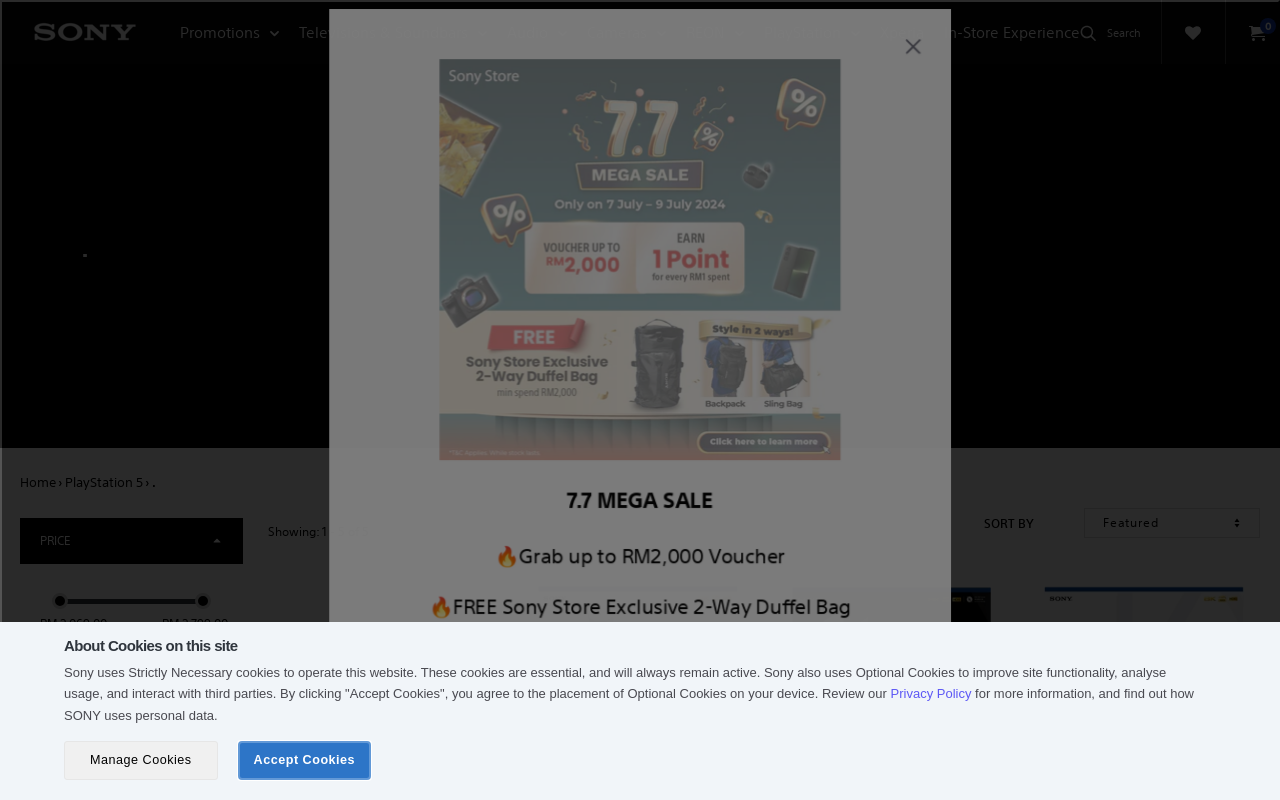 SONY
Promotions
In-Store Experience
Search
0
Sony Store
7.7
MEGA SALE
Only on 7 July – 9 July 2024
VOUCHER UP TO
RM2,000
EARN
1 Point
for every RM1 spent
FREE
Sony Store Exclusive
2-Way Duffel Bag
min spend RM2,000
Style in 2 ways!
Backpack
Sling Bag
Click here to learn more
Home › PlayStation 5 › .
PRICE
Showing: 1
SORT BY
Featured
7.7 MEGA SALE
🔥Grab up to RM2,000 Voucher
🔥FREE Sony Store Exclusive 2-Way Duffel Bag
SONY
About Cookies on this site
Sony uses Strictly Necessary cookies to operate this website. These cookies are essential, and will always remain active. Sony also uses Optional Cookies to improve site functionality, analyse
usage, and interact with third parties. By clicking "Accept Cookies", you agree to the placement of Optional Cookies on your device. Review our Privacy Policy for more information, and find out how
SONY uses personal data.
Manage Cookies
Accept Cookies